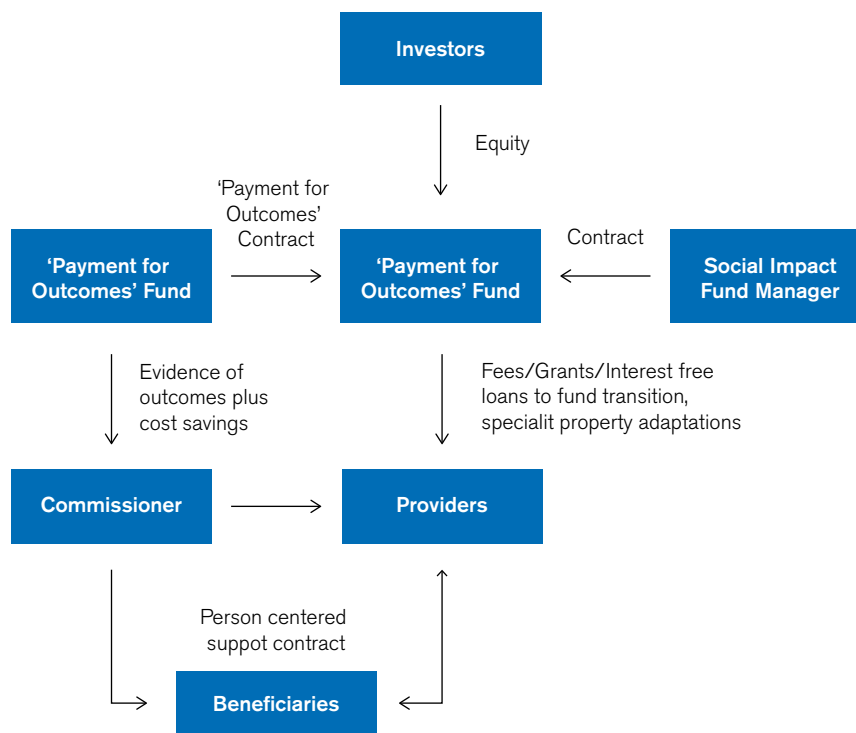 Investors
Equity
‘Payment for
Outcomes’
Contract
Contract
‘Payment for
Outcomes’ Fund
‘Payment for
Outcomes’ Fund
Social Impact
Fund Manager
Evidence of
outcomes plus
cost savings
Fees/Grants/Interest free
loans to fund transition,
specialit property adaptations
Commissioner
Providers
Person centered
suppot contract
Beneficiaries